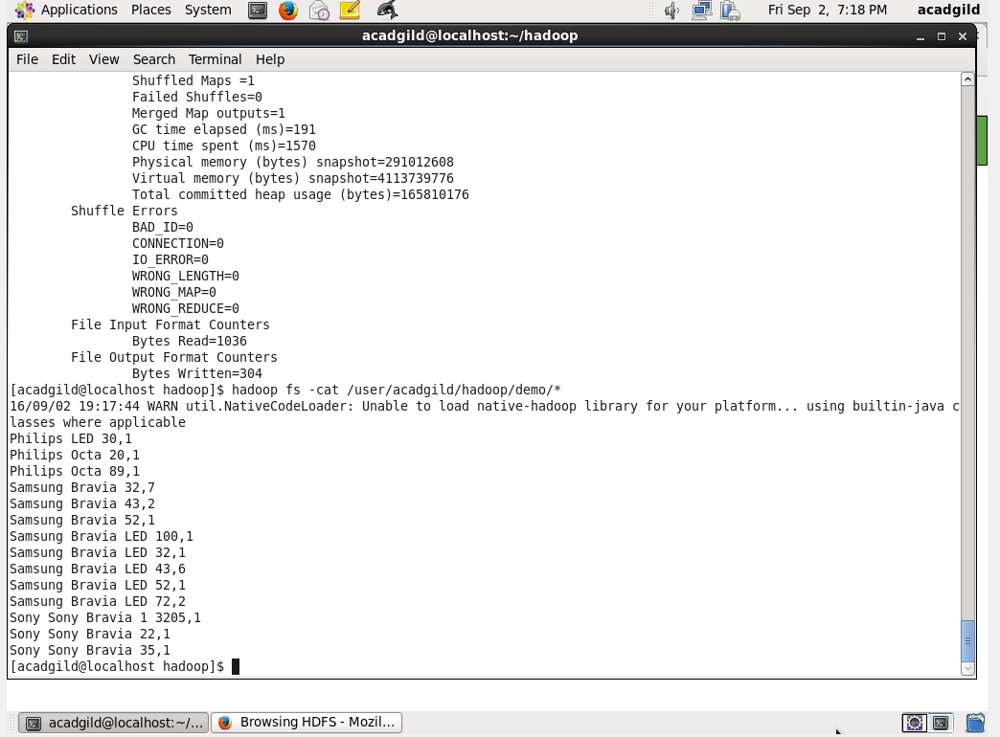 Applications Places System Fri Sep 2, 7:18 PM acadgild
acadgild@localhost:~/hadoop
File Edit View Search Terminal Help
Shuffled Maps =1
Failed Shuffles=0
Merged Map outputs=1
GC time elapsed (ms)=191
CPU time spent (ms)=1570
Physical memory (bytes) snapshot=291012608
Virtual memory (bytes) snapshot=4113739776
Total committed heap usage (bytes)=165810176
Shuffle Errors
BAD_ID=0
CONNECTION=0
IO_ERROR=0
WRONG_LENGTH=0
WRONG_MAP=0
WRONG_REDUCE=0
File Input Format Counters
Bytes Read=1036
File Output Format Counters
Bytes Written=304
[acadgild@localhost hadoop]$ hadoop fs -cat /user/acadgild/hadoop/demo/*
16/09/02 19:17:44 WARN util.NativeCodeLoader: Unable to load native-hadoop library for your platform... using builtin-java c
lasses where applicable
Philips LED 30,1
Philips Octa 20,1
Philips Octa 89,1
Samsung Bravia 32,7
Samsung Bravia 43,2
Samsung Bravia 52,1
Samsung Bravia LED 100,1
Samsung Bravia LED 32,1
Samsung Bravia LED 43,6
Samsung Bravia LED 52,1
Samsung Bravia LED 72,2
Sony Sony Bravia 1 3205,1
Sony Sony Bravia 22,1
Sony Sony Bravia 35,1
[acadgild@localhost hadoop]$
acadgild@localhost:~/... Browsing HDFS - Mozil...